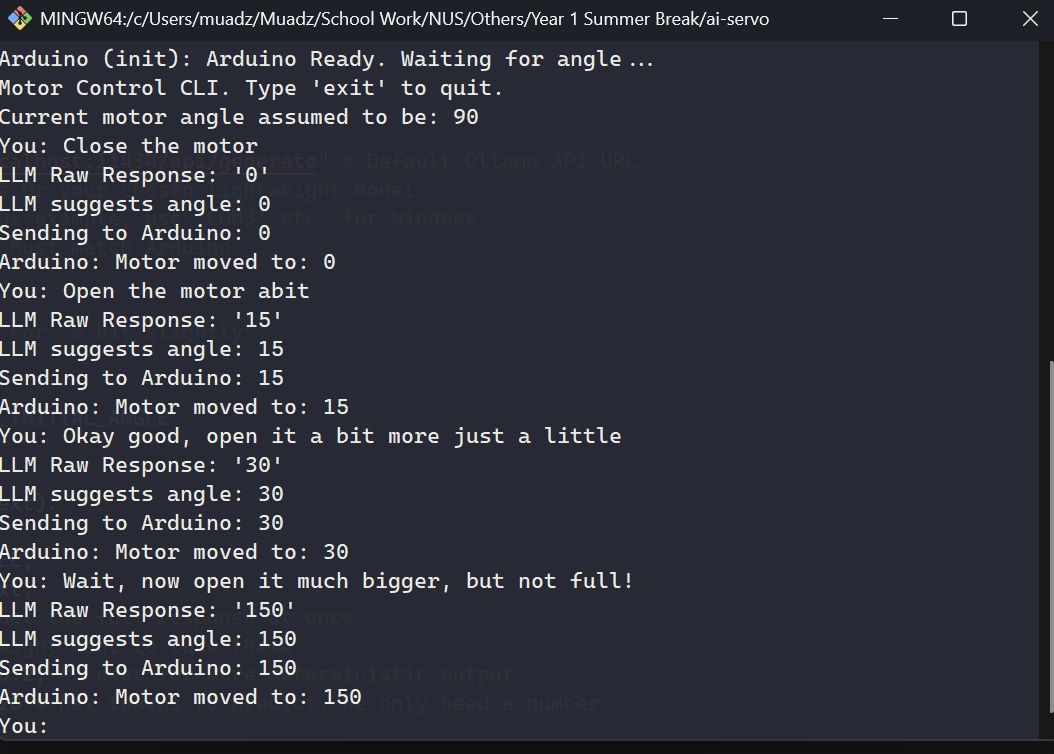 MINGW64:/c/Users/muadz/Muadz/School Work/NUS/Others/Year 1 Summer Break/ai-servo
Arduino (init): Arduino Ready. Waiting for angle...
Motor Control CLI. Type 'exit' to quit.
Current motor angle assumed to be: 90
You: Close the motor
LLM Raw Response: '0'
LLM suggests angle: 0
Sending to Arduino: 0
Arduino: Motor moved to: 0
You: Open the motor abit
LLM Raw Response: '15'
LLM suggests angle: 15
Sending to Arduino: 15
Arduino: Motor moved to: 15
You: Okay good, open it a bit more just a little
LLM Raw Response: '30'
LLM suggests angle: 30
Sending to Arduino: 30
Arduino: Motor moved to: 30
You: Wait, now open it much bigger, but not full!
LLM Raw Response: '150'
LLM suggests angle: 150
Sending to Arduino: 150
Arduino: Motor moved to: 150
You: